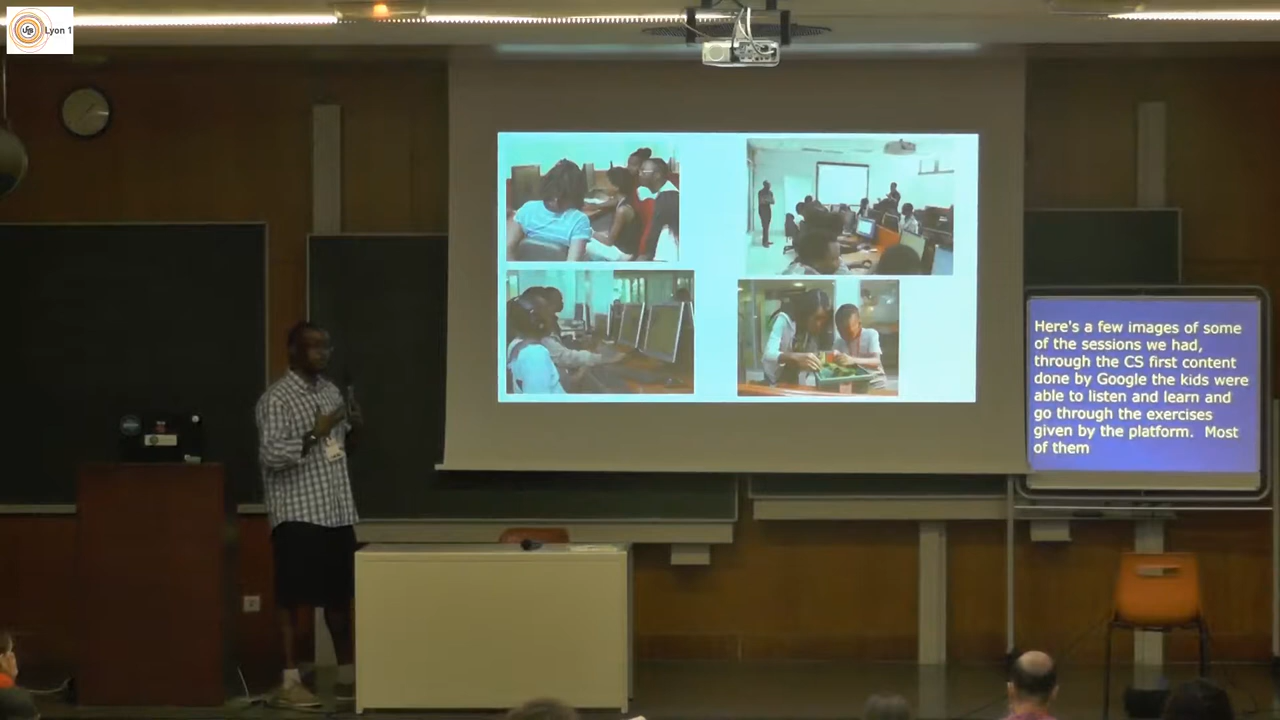 Lyon 1
Here's a few images of some
of the sessions we had,
through the CS first content
done by Google the kids were
able to listen and learn and
go through the exercises
given by the platform.  Most
of them